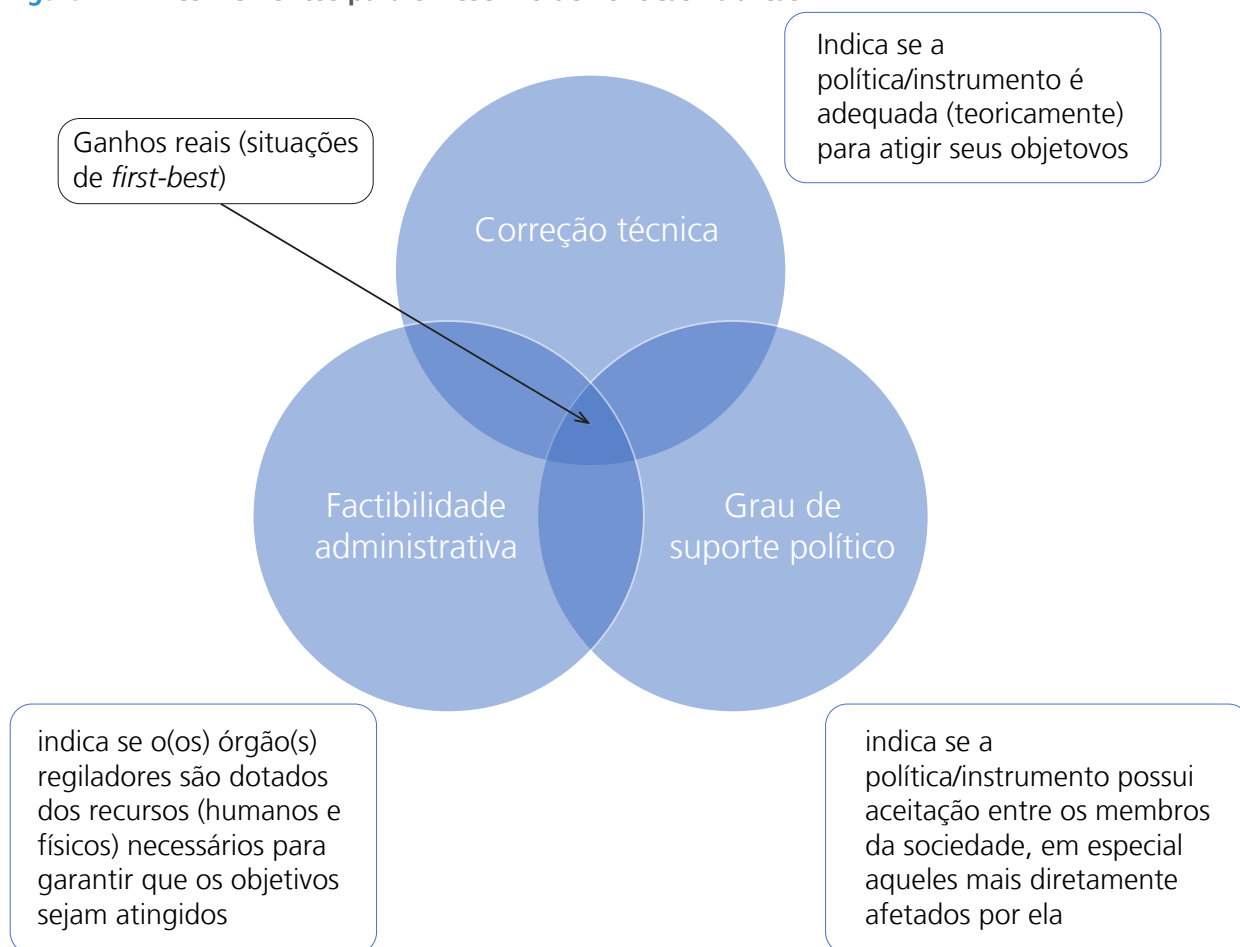 Indica se a
política/instrumento é
adequada (teoricamente)
para atigir seus objetovos
Ganhos reais (situações
de first-best)
Correção técnica
Factibilidade
administrativa
Grau de
suporte político
indica se o(os) órgão(s)
regiladores são dotados
dos recursos (humanos e
físicos) necessários para
garantir que os objetivos
sejam atingidos
indica se a
política/instrumento possui
aceitação entre os membros
da sociedade, em especial
aqueles mais diretamente
afetados por ela